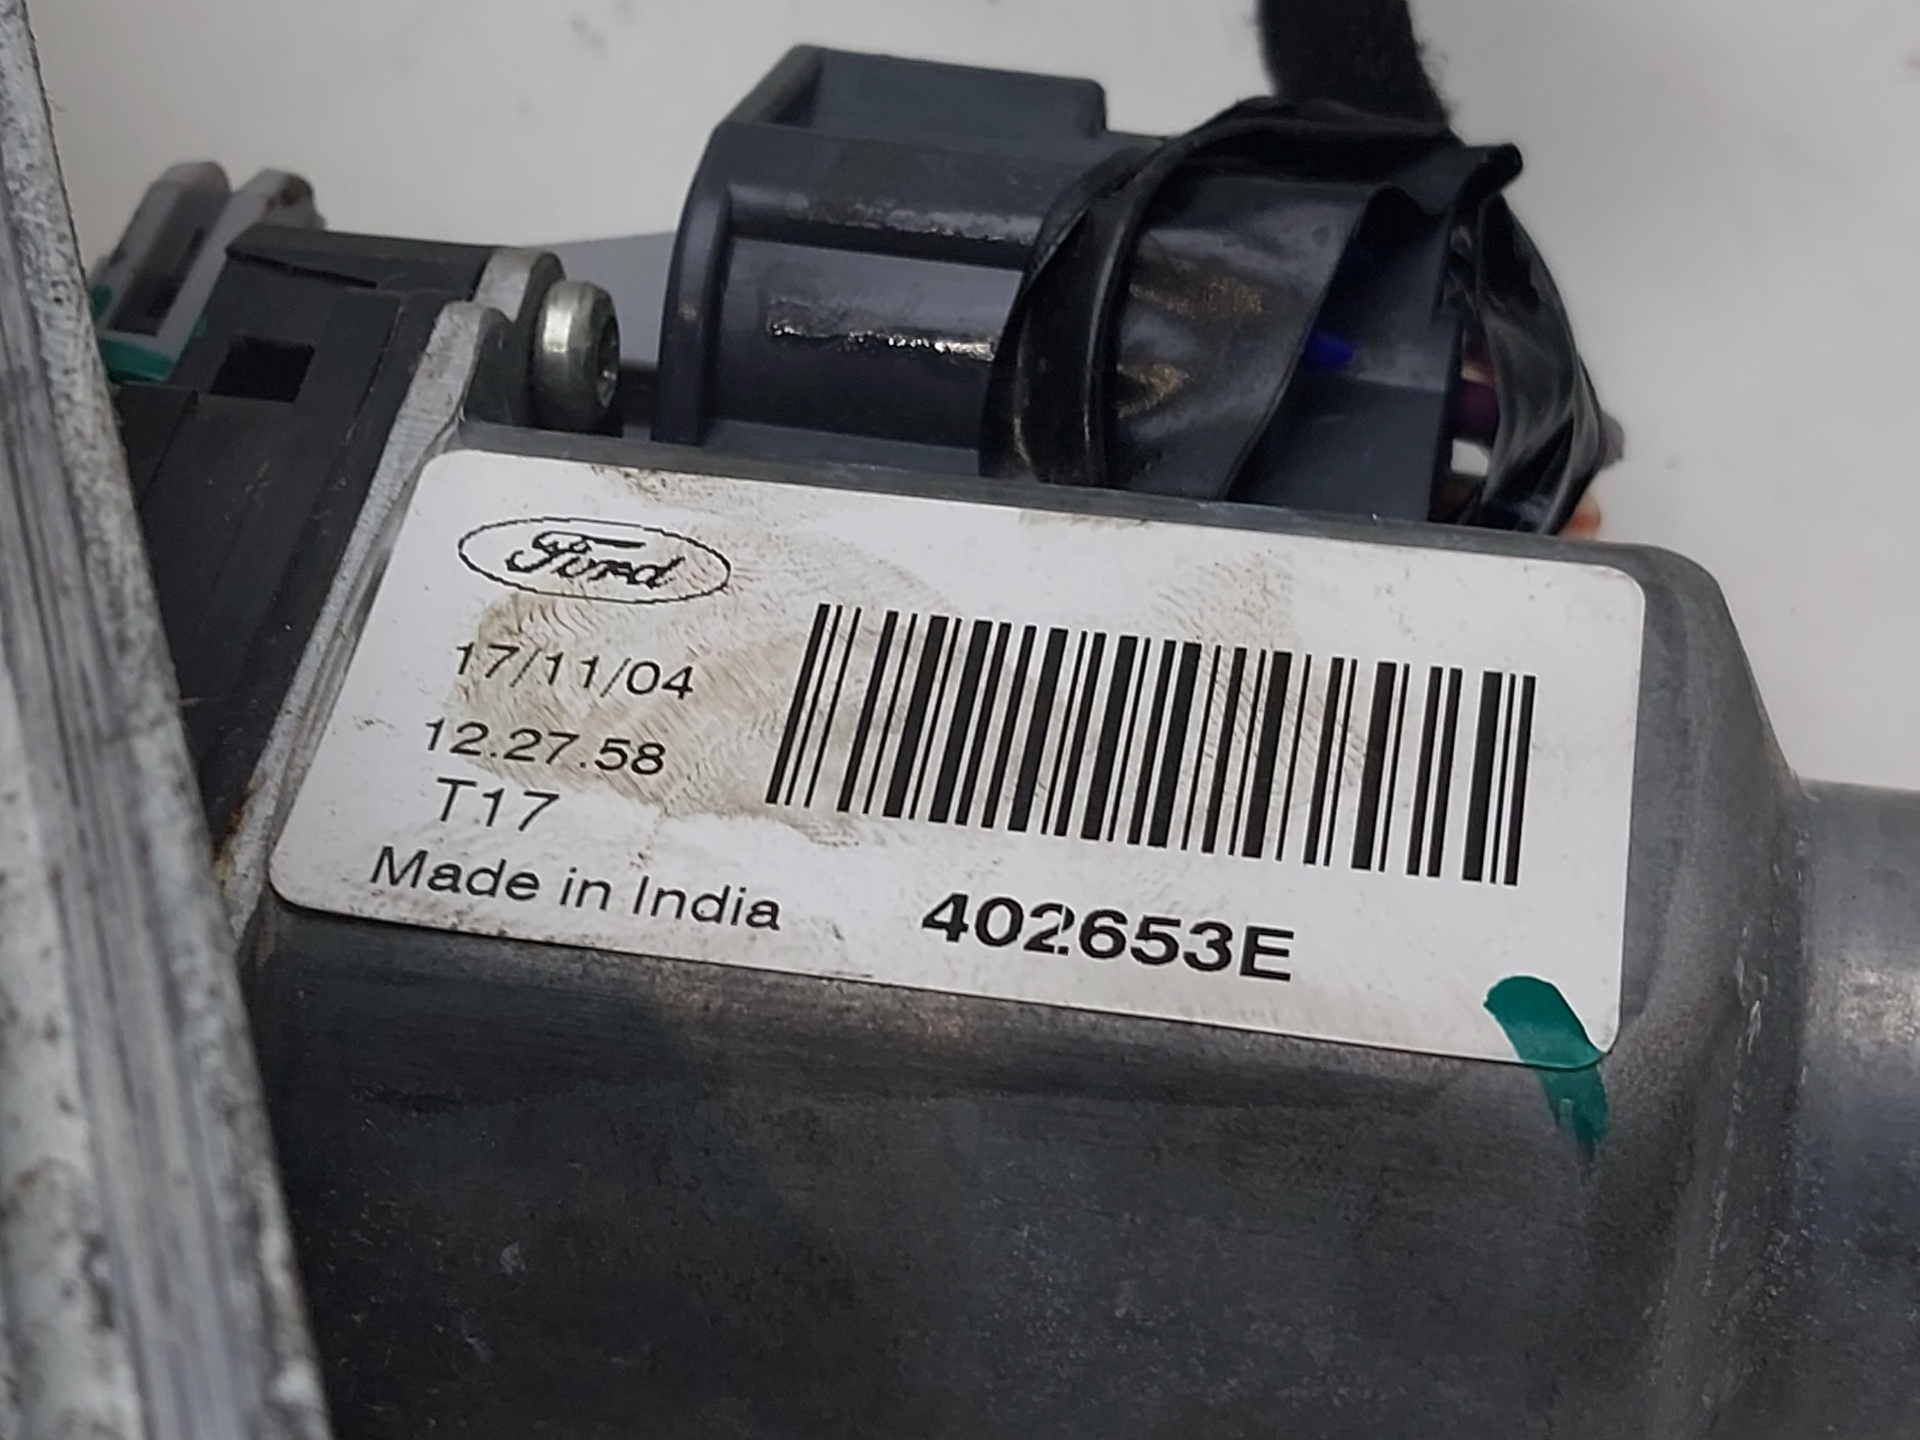 Ford
17/11/04
12.27.58
T17
Made in India
402653E